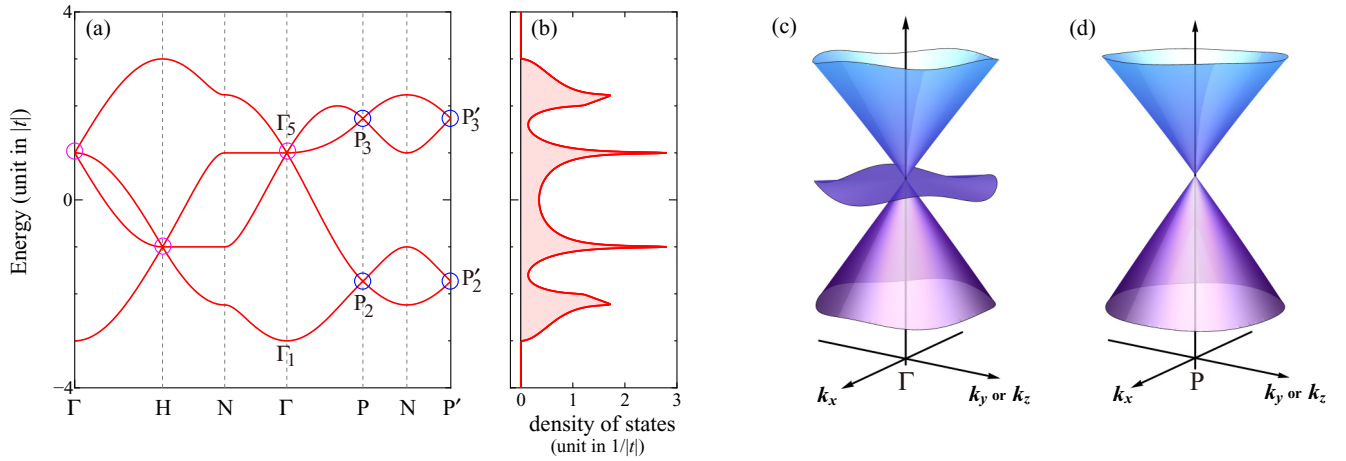 (a)
(b)
(c)
(d)
4
−4
Energy (unit in |t|)
0
Γ5
P3
P′3
P2
P′2
Γ1
Γ H N Γ P N P′
0 1 2 3
density of states
(unit in 1/|t|)
Γ
kx
ky or kz
P
kx
ky or kz